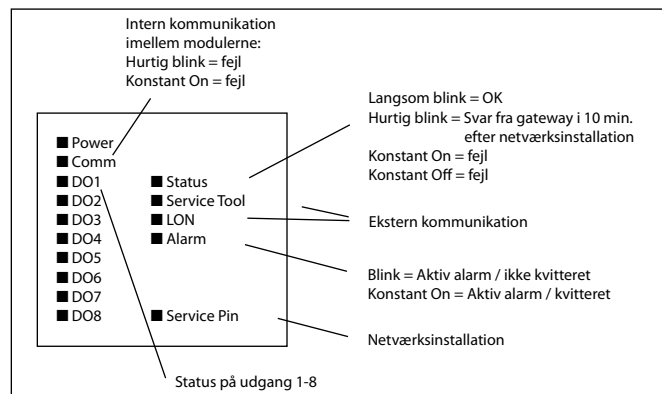 Intern kommunikation
imellem modulerne:
Hurtig blink = fejl
Konstant On = fejl
Langsom blink = OK
Hurtig blink = Svar fra gateway i 10 min.
efter netværksinstallation
Konstant On = fejl
Konstant Off = fejl
Power
Comm
DO1
DO2
DO3
DO4
DO5
DO6
DO7
DO8
Status
Service Tool
LON
Alarm
Service Pin
Ekstern kommunikation
Blink = Aktiv alarm / ikke kvitteret
Konstant On = Aktiv alarm / kvitteret
Netværksinstallation
Status på udgang 1-8